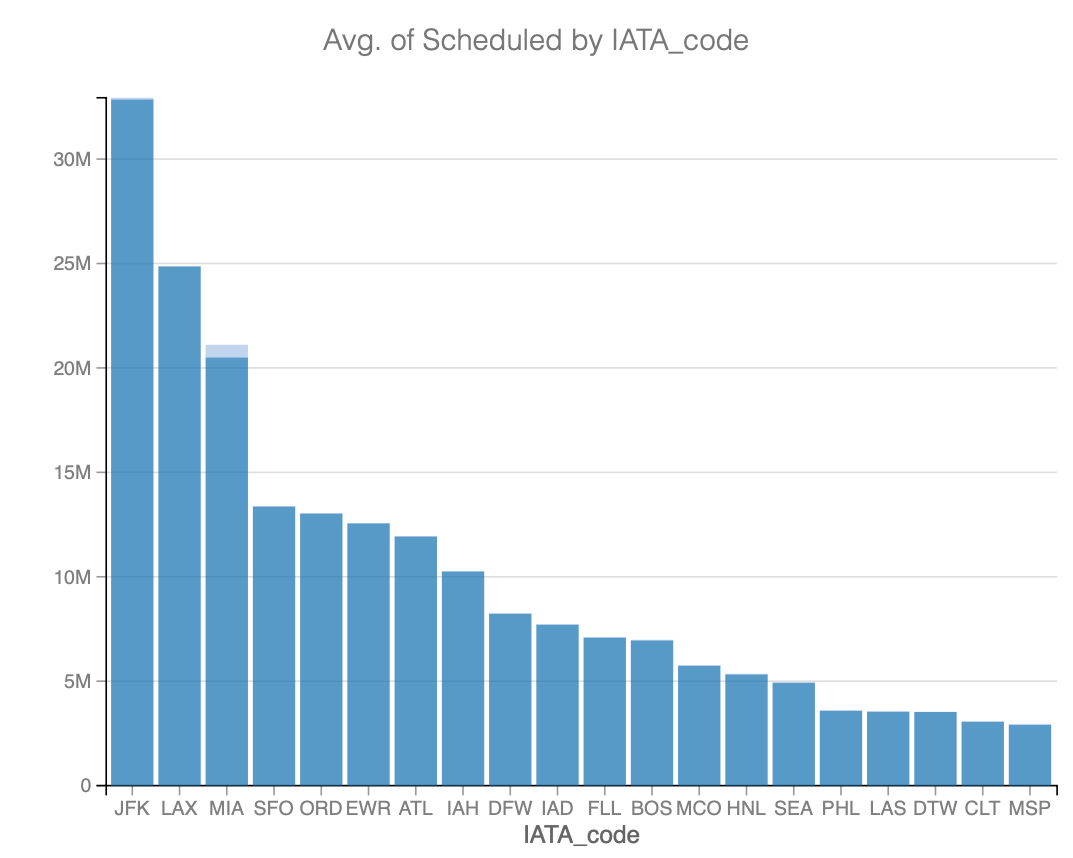 Avg. of Scheduled by IATA_code
30M
25M
20M
15M
10M
5M
0
JFK LAX MIA SFO ORD EWR ATL IAH DFW IAD FLL BOS MCO HNL SEA PHL LAS DTW CLT MSP
IATA_code